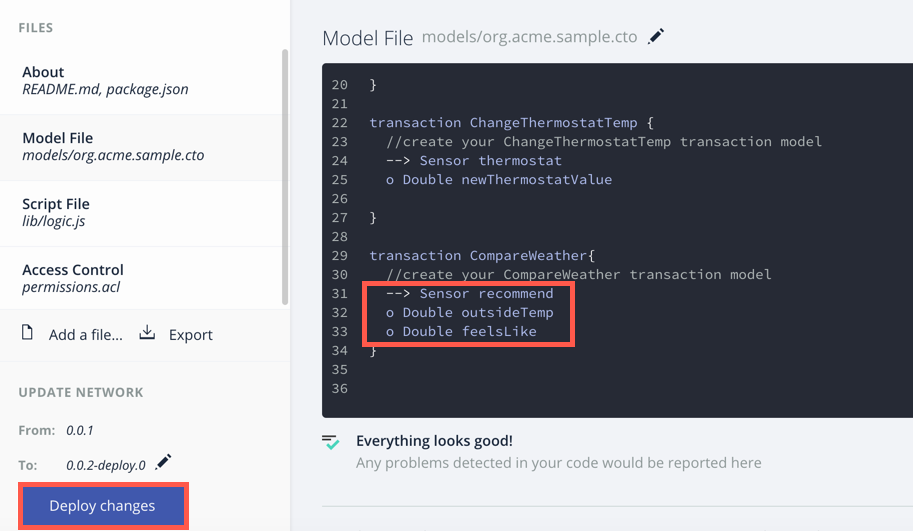 FILES
About
README.md, package.json
Model File
models/org.acme.sample.cto
Script File
lib/logic.js
Access Control
permissions.acl
Add a file... Export
UPDATE NETWORK
From: 0.0.1
To: 0.0.2-deploy.0
Deploy changes
Model File models/org.acme.sample.cto
20 }
21
22 transaction ChangeThermostatTemp {
23 //create your ChangeThermostatTemp transaction model
24 --> Sensor thermostat
25 o Double newThermostatValue
26
27 }
28
29 transaction CompareWeather{
30 //create your CompareWeather transaction model
31 --> Sensor recommend
32 o Double outsideTemp
33 o Double feelsLike
34 }
35
36
Everything looks good!
Any problems detected in your code would be reported here